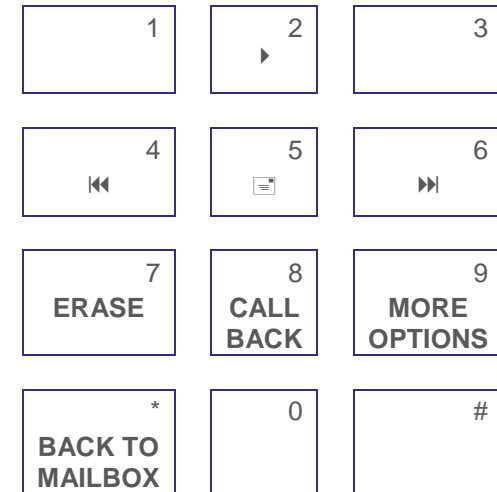 1 2 3
4 5 6
7 8 9
ERASE CALL MORE
BACK OPTIONS
* 0 #
BACK TO
MAILBOX